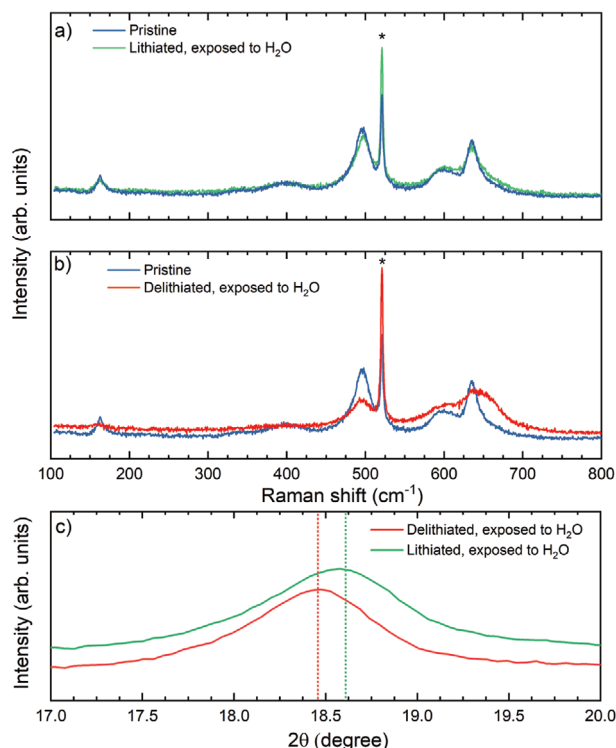 a)
Pristine
Lithiated, exposed to H₂O
*
b)
Pristine
Delithiated, exposed to H₂O
*
Intensity (arb. units)
100 200 300 400 500 600 700 800
Raman shift (cm⁻¹)
c)
Delithiated, exposed to H₂O
Lithiated, exposed to H₂O
Intensity (arb. units)
17.0 17.5 18.0 18.5 19.0 19.5 20.0
2θ (degree)